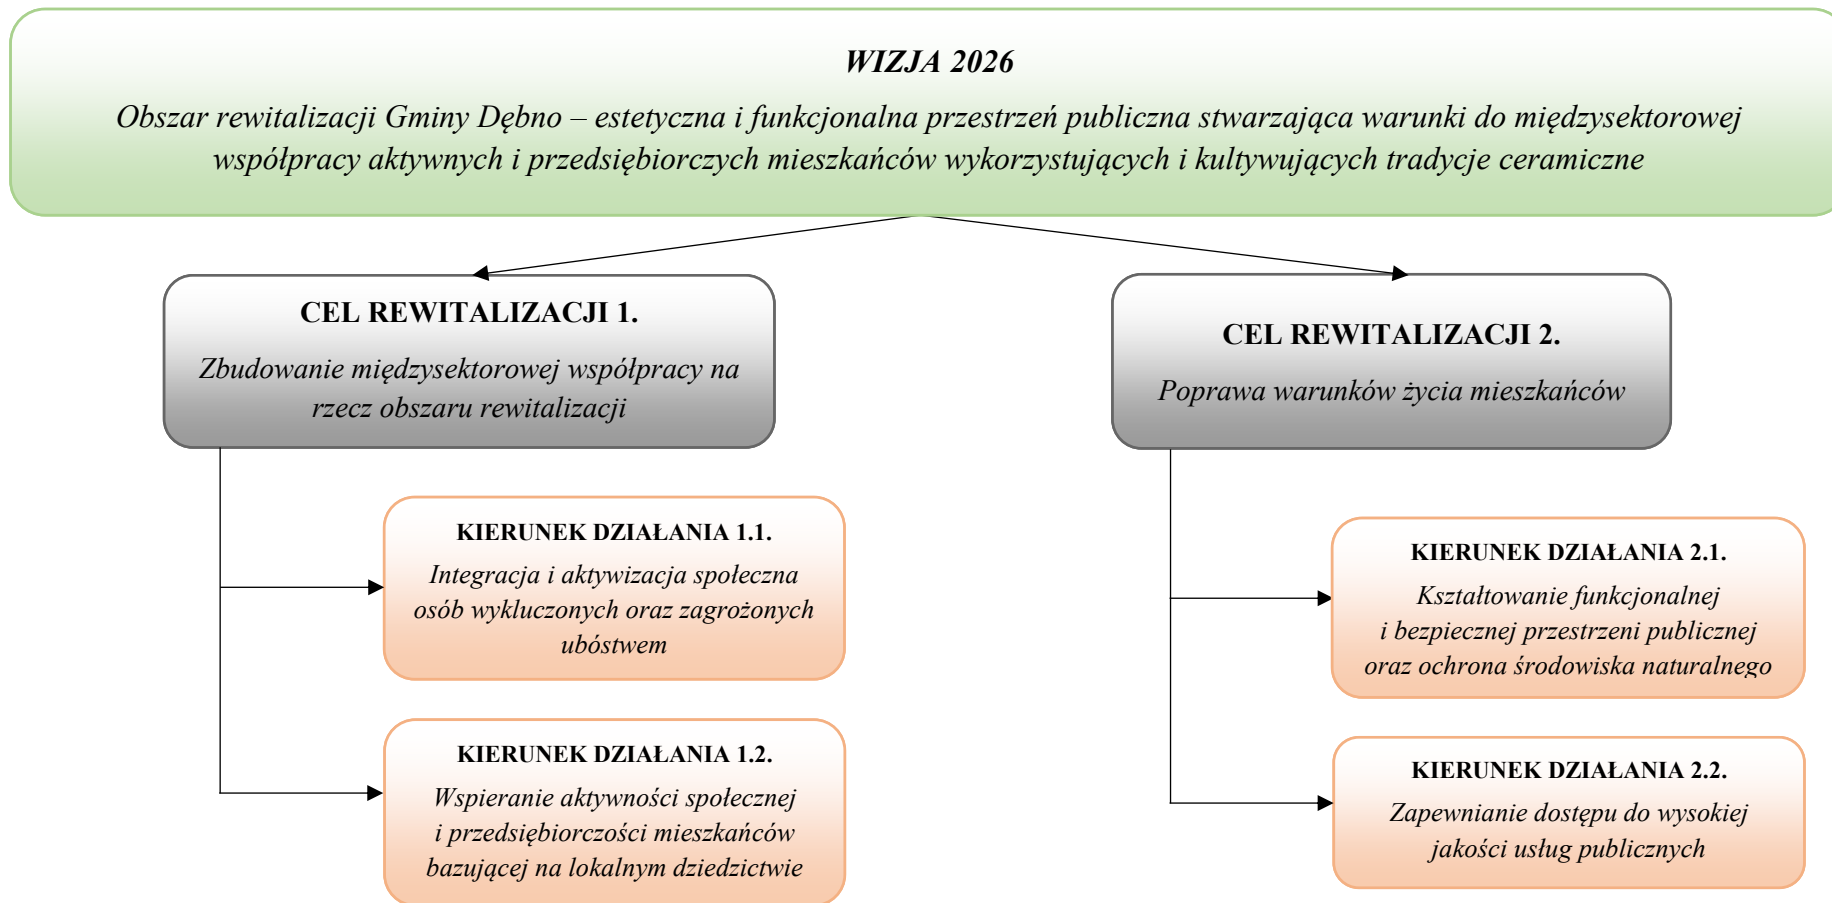 WIZJA 2026
Obszar rewitalizacji Gminy Dębno – estetyczna i funkcjonalna przestrzeń publiczna stwarzająca warunki do międzysektorowej
współpracy aktywnych i przedsiębiorczych mieszkańców wykorzystujących i kultywujących tradycje ceramiczne
CEL REWITALIZACJI 1.
Zbudowanie międzysektorowej współpracy na
rzecz obszaru rewitalizacji
KIERUNEK DZIAŁANIA 1.1.
Integracja i aktywizacja społeczna
osób wykluczonych oraz zagrożonych
ubóstwem
KIERUNEK DZIAŁANIA 1.2.
Wspieranie aktywności społecznej
i przedsiębiorczości mieszkańców
bazującej na lokalnym dziedzictwie
CEL REWITALIZACJI 2.
Poprawa warunków życia mieszkańców
KIERUNEK DZIAŁANIA 2.1.
Kształtowanie funkcjonalnej
i bezpiecznej przestrzeni publicznej
oraz ochrona środowiska naturalnego
KIERUNEK DZIAŁANIA 2.2.
Zapewnianie dostępu do wysokiej
jakości usług publicznych